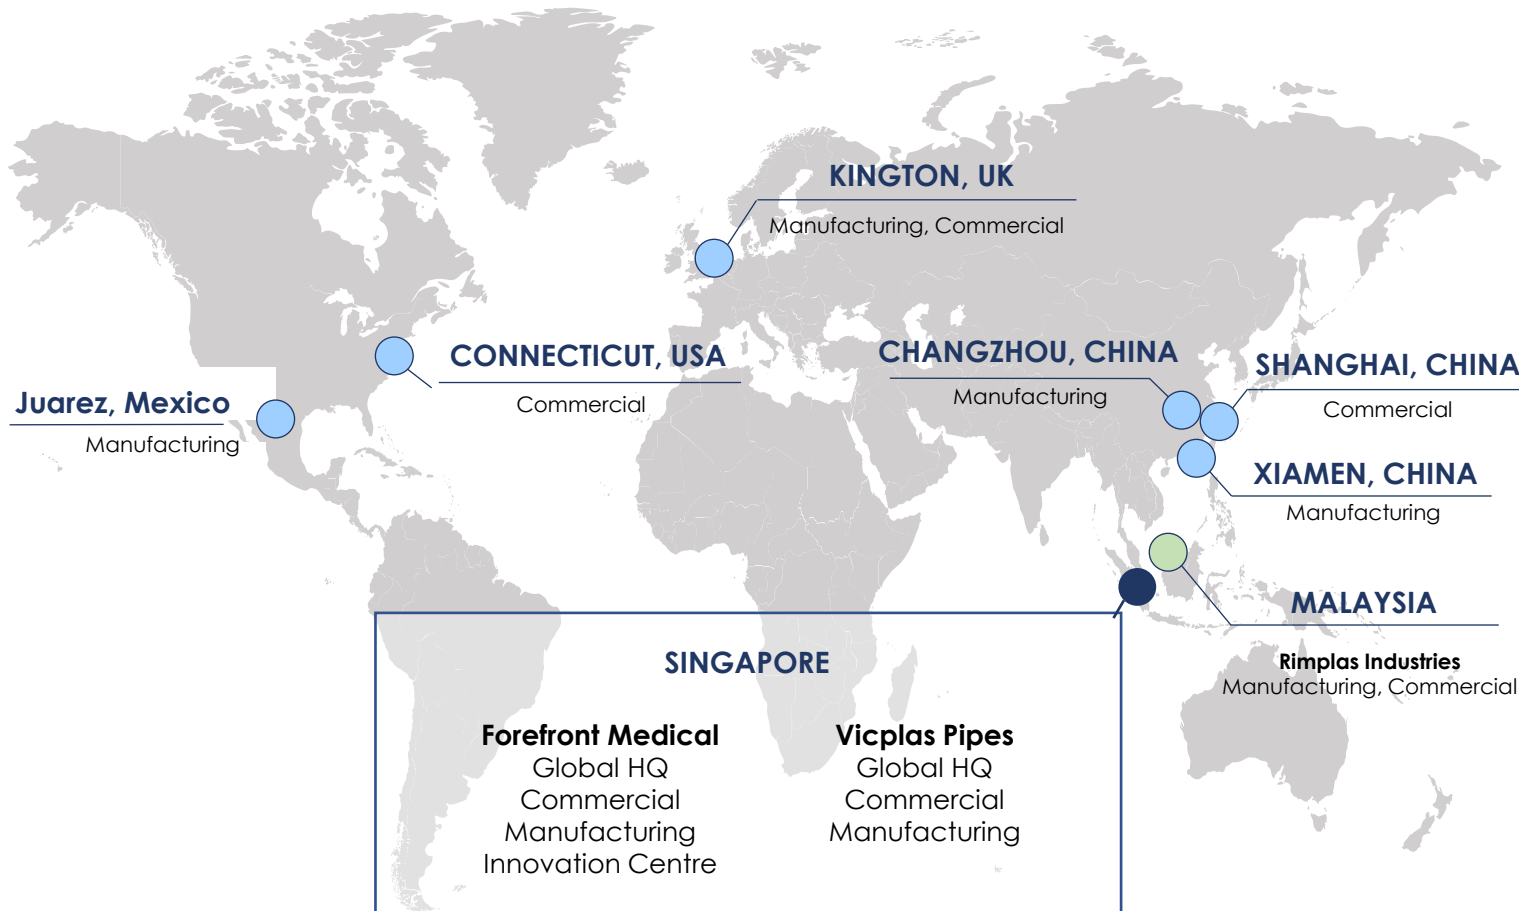 KINGTON, UK
Manufacturing, Commercial
CONNECTICUT, USA
Commercial
Juarez, Mexico
Manufacturing
CHANGZHOU, CHINA
Manufacturing
SHANGHAI, CHINA
Commercial
XIAMEN, CHINA
Manufacturing
MALAYSIA
Rimplas Industries
Manufacturing, Commercial
SINGAPORE
Forefront Medical
Global HQ
Commercial
Manufacturing
Innovation Centre
Vicplas Pipes
Global HQ
Commercial
Manufacturing